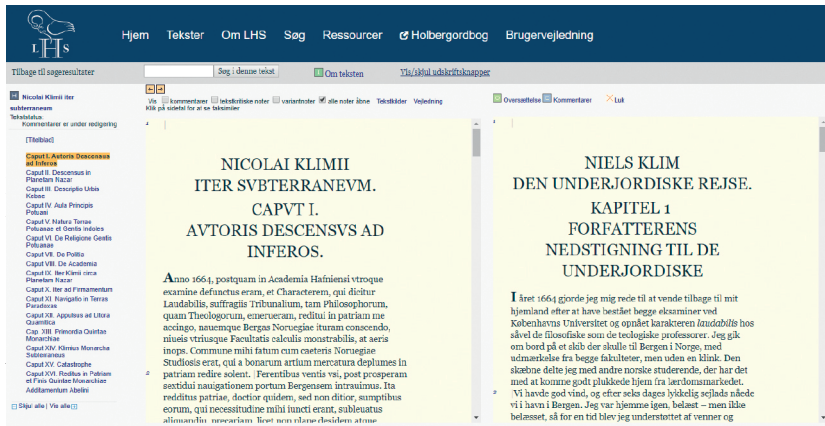 LHS
Hjem Tekster Om LHS Søg Ressourcer Holbergordbog Brugervejledning
Tilbage til søgeresultater
Søg i denne tekst
Om teksten
Vis/skjul udskriftsknapper
Nicolai Klimii iter
subterraneum
Tekststatus:
Kommentarer er under redigering
[Titelblad]
Caput I. Autoris Descensus
ad Inferos
Caput II. Descensus in
Planetam Nazar
Caput III. Descriptio Urbis
Kebae
Caput IV. Aula Principis
Potuani
Caput V. Natura Terrae
Potuanae et Gentis Indoles
Caput VI. De Religione Gentis
Potuanae
Caput VII. De Politia
Caput VIII. De Academia
Caput IX. Iter Klimii circa
Planetam Nazar
Caput X. Iter ad Firmamentum
Caput XI. Navigatio in Terras
Paradoxas
Caput XII. Appulsus ad Litora
Quamitica
Cap XIII. Primordia Quintae
Monarchiae
Caput XIV. Klimius Monarcha
Subterraneus
Caput XV. Catastrophe
Caput XVI. Reditus in Patriam
et Finis Quintae Monarchiae
Additamentum Abelini
Skjul alle | Vis alle
Vis kommentarer tekstkritiske noter variantnoter alle noter åbne Tekstkilder Vejledning
Klik på sidetal for at se faksimiler
1
NICOLAI KLIMII
ITER SVBTERRANEVM.
CAPVT I.
AVTORIS DESCENSVS AD
INFEROS.
Anno 1664, postquam in Academia Hafniensi vtroque
examine defunctus eram, et Characterem, qui dicitur
Laudabilis, suffragiis Tribunalium, tam Philosophorum,
quam Theologorum, emerueram, reditui in patriam me
accingo, nauemque Bergas Noruegiae ituram conscendo,
niueis vtriusque Facultatis calculis monstrabilis, at aeris
inops. Commune mihi fatum cum caeteris Noruegiae
Studiosis erat, qui a bonarum artium mercatura deplumes in
2 patriam redire solent. |Ferentibus ventis vsi, post prosperam
sextidui nauigationem portum Bergensem intrauimus. Ita
redditus patriae, doctior quidem, sed non ditior, sumptibus
eorum, qui necessitudine mihi iuncti erant, subleuatus
aliquandiu, precariam, licet non plane desidem atque
Oversættelse Kommentarer Luk
1
NIELS KLIM
DEN UNDERJORDISKE REJSE.
KAPITEL 1
FORFATTERENS
NEDSTIGNING TIL DE
UNDERJORDISKE
I året 1664 gjorde jeg mig rede til at vende tilbage til mit
hjemland efter at have bestået begge eksaminer ved
Københavns Universitet og opnået karakteren laudabilis hos
såvel de filosofiske som de teologiske professorer. Jeg gik
om bord på et skib der skulle til Bergen i Norge, med
udmærkelse fra begge fakulteter, men uden en klink. Den
skæbne delte jeg med andre norske studerende, der har det
med at komme godt plukkede hjem fra lærdomsmarkedet.
2 |Vi havde god vind, og efter seks dages lykkelig sejlads nåede
vi i havn i Bergen. Jeg var hjemme igen, belæst – men ikke
belæsset, så for en tid blev jeg understøttet af venner og